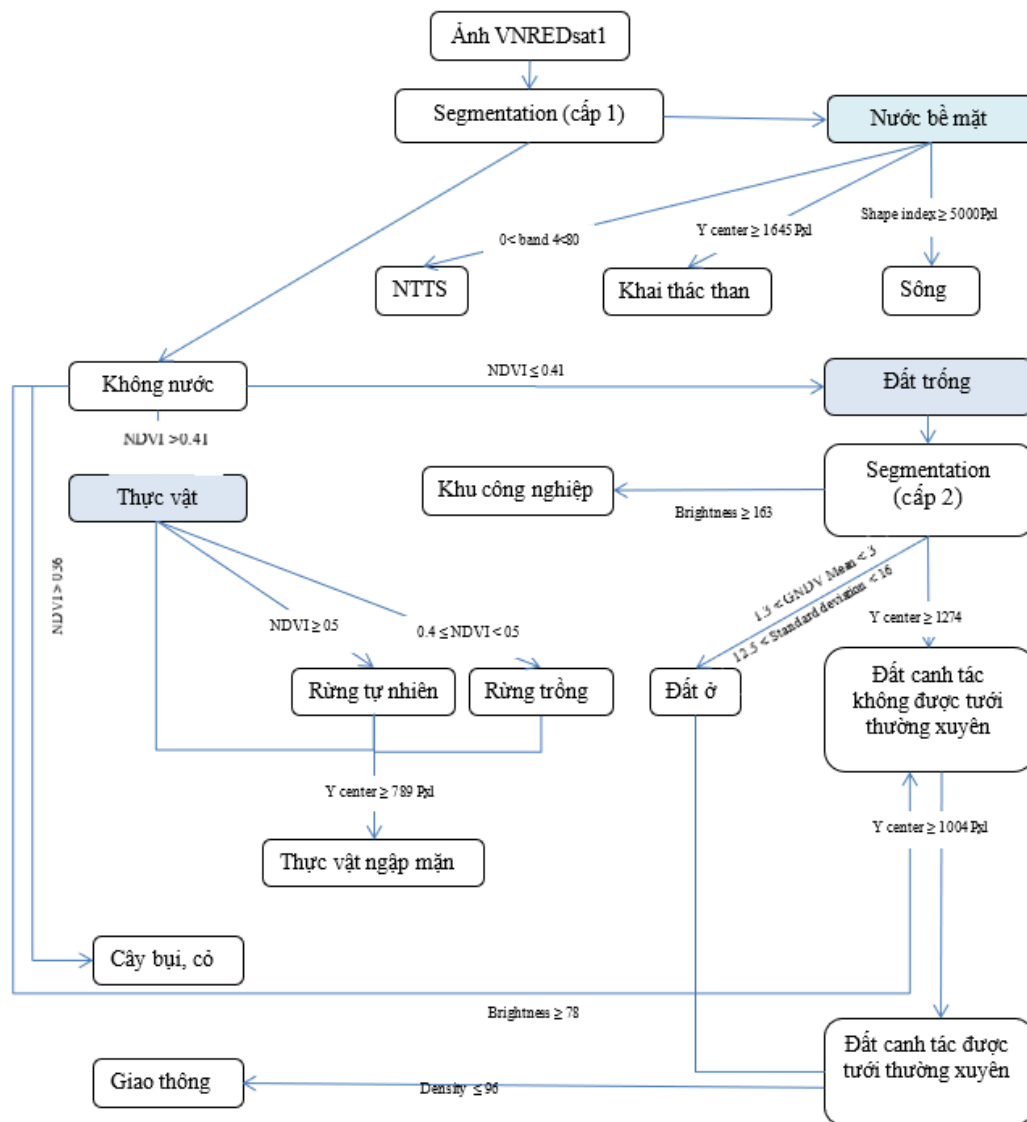 Ảnh VNREDsat1
Segmentation (cấp 1)
Nước bề mặt
Shape index ≥ 5000Pxl
Y center ≥ 1645 Pxl
0< band 4<80
NTTS
Khai thác than
Sông
Không nước
NDVI ≤ 0.41
Đất trống
NDVI >0.41
Thực vật
Khu công nghiệp
Segmentation
(cấp 2)
Brightness ≥ 163
1.5 < GNDV Mean < 3
12.5 < Standard deviation < 16
NDVI > 0.36
NDVI ≥ 05
0.4 ≤ NDVI < 05
Y center ≥ 1274
Rừng tự nhiên
Rừng trồng
Đất ở
Đất canh tác
không được tưới
thường xuyên
Y center ≥ 789 Pxl
Y center ≥ 1004 Pxl
Thực vật ngập mặn
Cây bụi, cỏ
Brightness ≥ 78
Đất canh tác được
tưới thường xuyên
Giao thông
Density ≤ 96